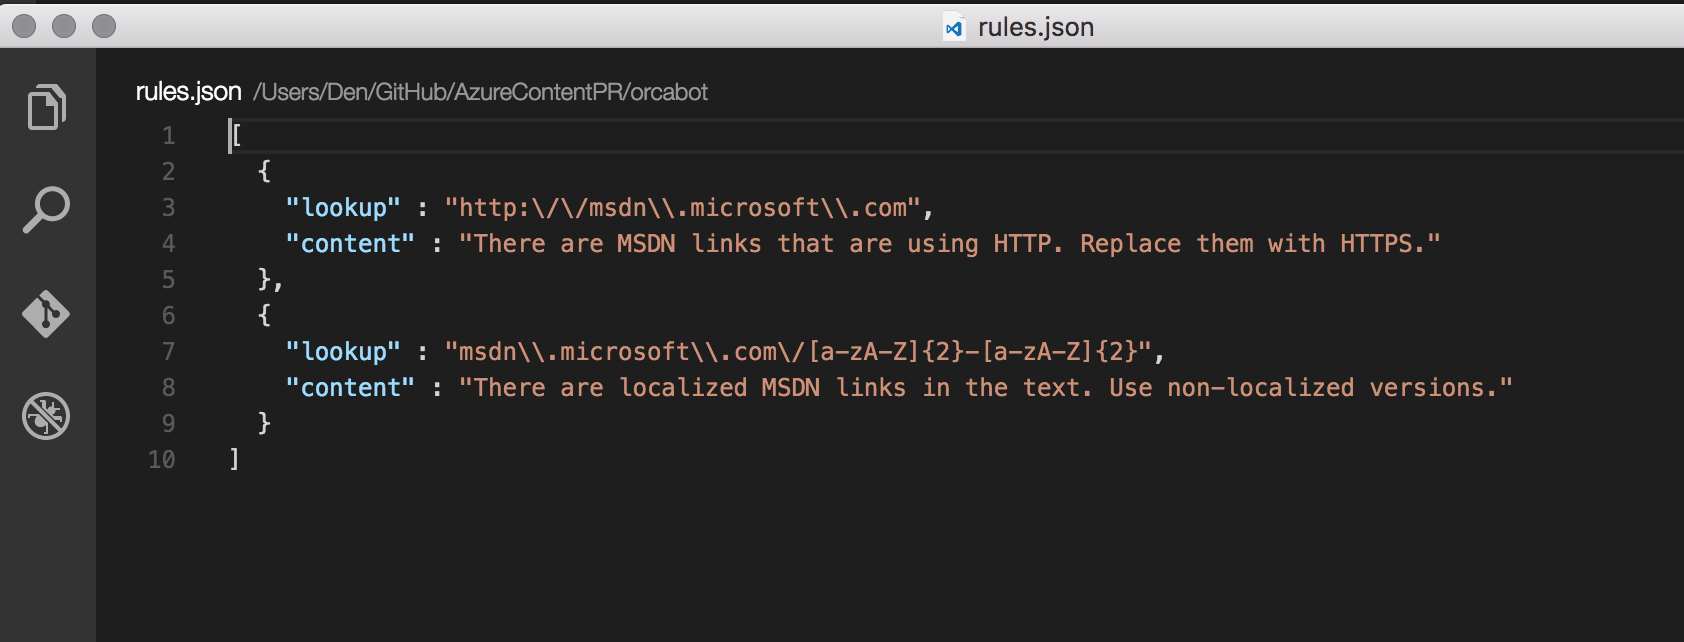 rules.json
rules.json /Users/Den/GitHub/AzureContentPR/orcabot
1 [
2 {
3 "lookup" : "http:\/\/msdn\\.microsoft\\.com",
4 "content" : "There are MSDN links that are using HTTP. Replace them with HTTPS."
5 },
6 {
7 "lookup" : "msdn\\.microsoft\\.com\/[a-zA-Z]{2}-[a-zA-Z]{2}",
8 "content" : "There are localized MSDN links in the text. Use non-localized versions."
9 }
10 ]